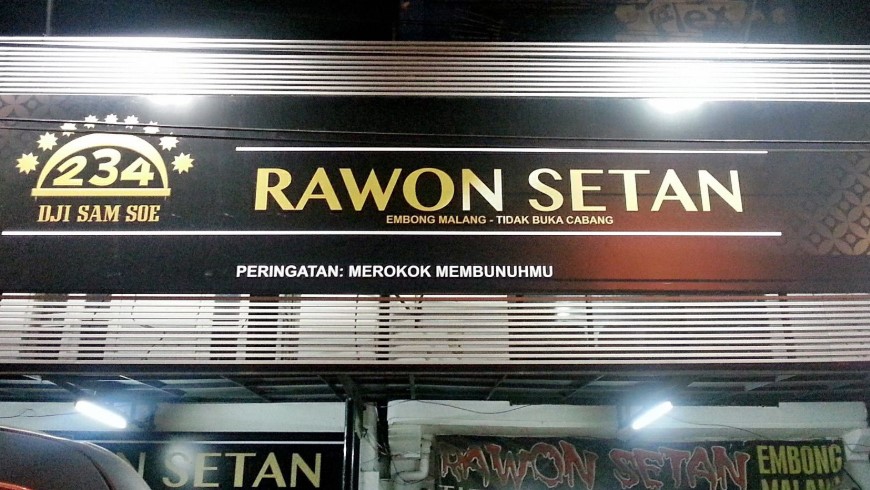 234
DJI SAM SOE
RAWON SETAN
EMBONG MALANG - TIDAK BUKA CABANG
PERINGATAN: MEROKOK MEMBUNUHMU
SETAN
RAWON SETAN
EMBONG